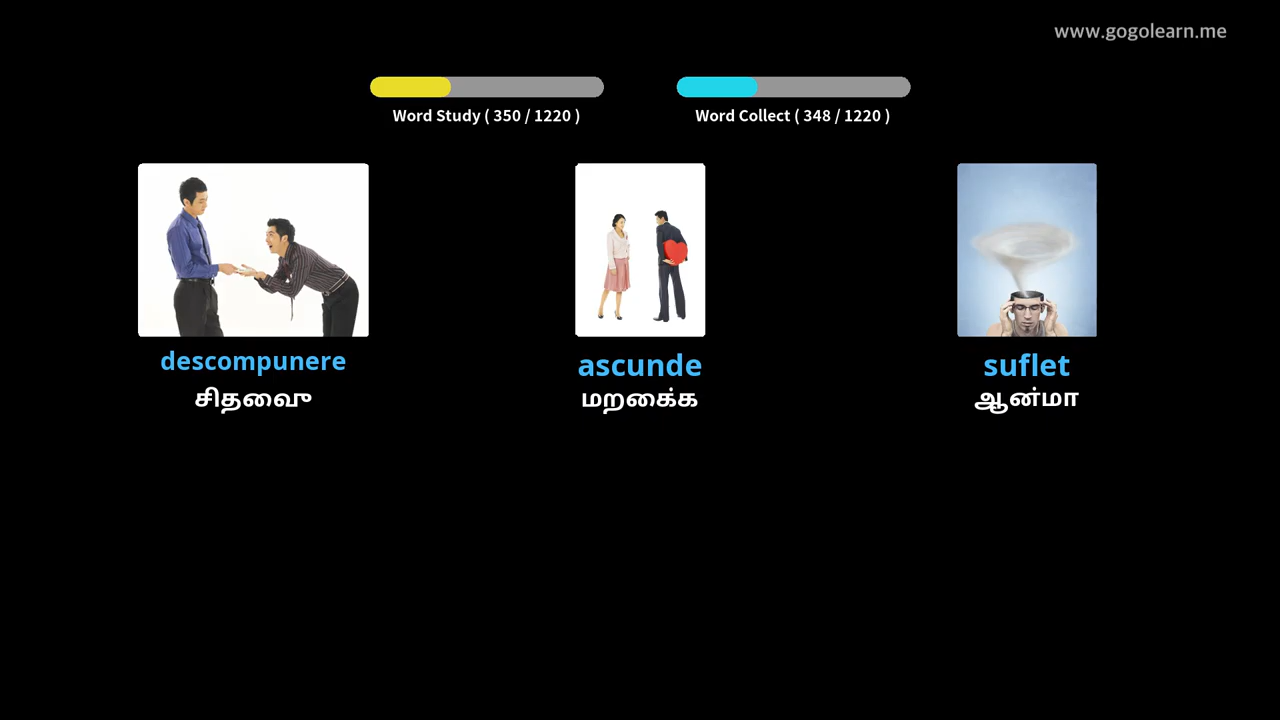 www.gogolearn.me
Word Study ( 350 / 1220 )
Word Collect ( 348 / 1220 )
descompunere
ascunde
suflet
சிதைவு
மறைக்க
ஆன்மா